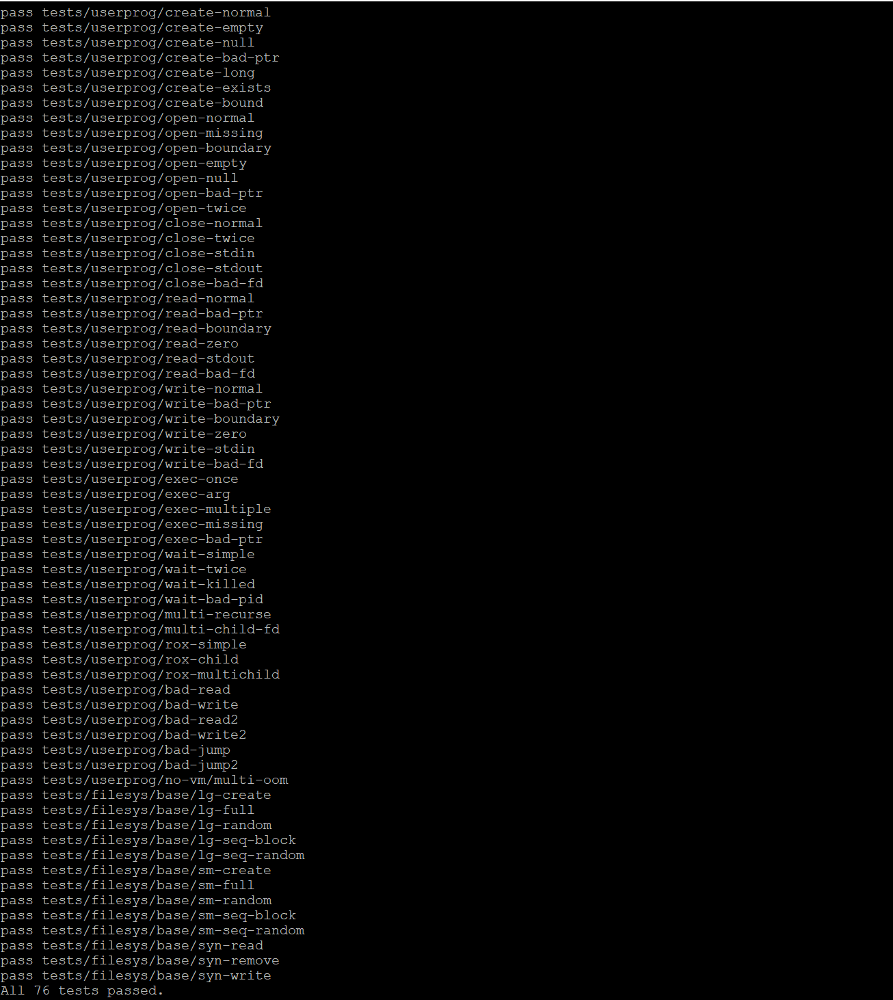 pass tests/userprog/create-normal
pass tests/userprog/create-empty
pass tests/userprog/create-null
pass tests/userprog/create-bad-ptr
pass tests/userprog/create-long
pass tests/userprog/create-exists
pass tests/userprog/create-bound
pass tests/userprog/open-normal
pass tests/userprog/open-missing
pass tests/userprog/open-boundary
pass tests/userprog/open-empty
pass tests/userprog/open-null
pass tests/userprog/open-bad-ptr
pass tests/userprog/open-twice
pass tests/userprog/close-normal
pass tests/userprog/close-twice
pass tests/userprog/close-stdin
pass tests/userprog/close-stdout
pass tests/userprog/close-bad-fd
pass tests/userprog/read-normal
pass tests/userprog/read-bad-ptr
pass tests/userprog/read-boundary
pass tests/userprog/read-zero
pass tests/userprog/read-stdout
pass tests/userprog/read-bad-fd
pass tests/userprog/write-normal
pass tests/userprog/write-bad-ptr
pass tests/userprog/write-boundary
pass tests/userprog/write-zero
pass tests/userprog/write-stdin
pass tests/userprog/write-bad-fd
pass tests/userprog/exec-once
pass tests/userprog/exec-arg
pass tests/userprog/exec-multiple
pass tests/userprog/exec-missing
pass tests/userprog/exec-bad-ptr
pass tests/userprog/wait-simple
pass tests/userprog/wait-twice
pass tests/userprog/wait-killed
pass tests/userprog/wait-bad-pid
pass tests/userprog/multi-recurse
pass tests/userprog/multi-child-fd
pass tests/userprog/rox-simple
pass tests/userprog/rox-child
pass tests/userprog/rox-multichild
pass tests/userprog/bad-read
pass tests/userprog/bad-write
pass tests/userprog/bad-read2
pass tests/userprog/bad-write2
pass tests/userprog/bad-jump
pass tests/userprog/bad-jump2
pass tests/userprog/no-vm/multi-oom
pass tests/filesys/base/lg-create
pass tests/filesys/base/lg-full
pass tests/filesys/base/lg-random
pass tests/filesys/base/lg-seq-block
pass tests/filesys/base/lg-seq-random
pass tests/filesys/base/sm-create
pass tests/filesys/base/sm-full
pass tests/filesys/base/sm-random
pass tests/filesys/base/sm-seq-block
pass tests/filesys/base/sm-seq-random
pass tests/filesys/base/syn-read
pass tests/filesys/base/syn-remove
pass tests/filesys/base/syn-write
All 76 tests passed.